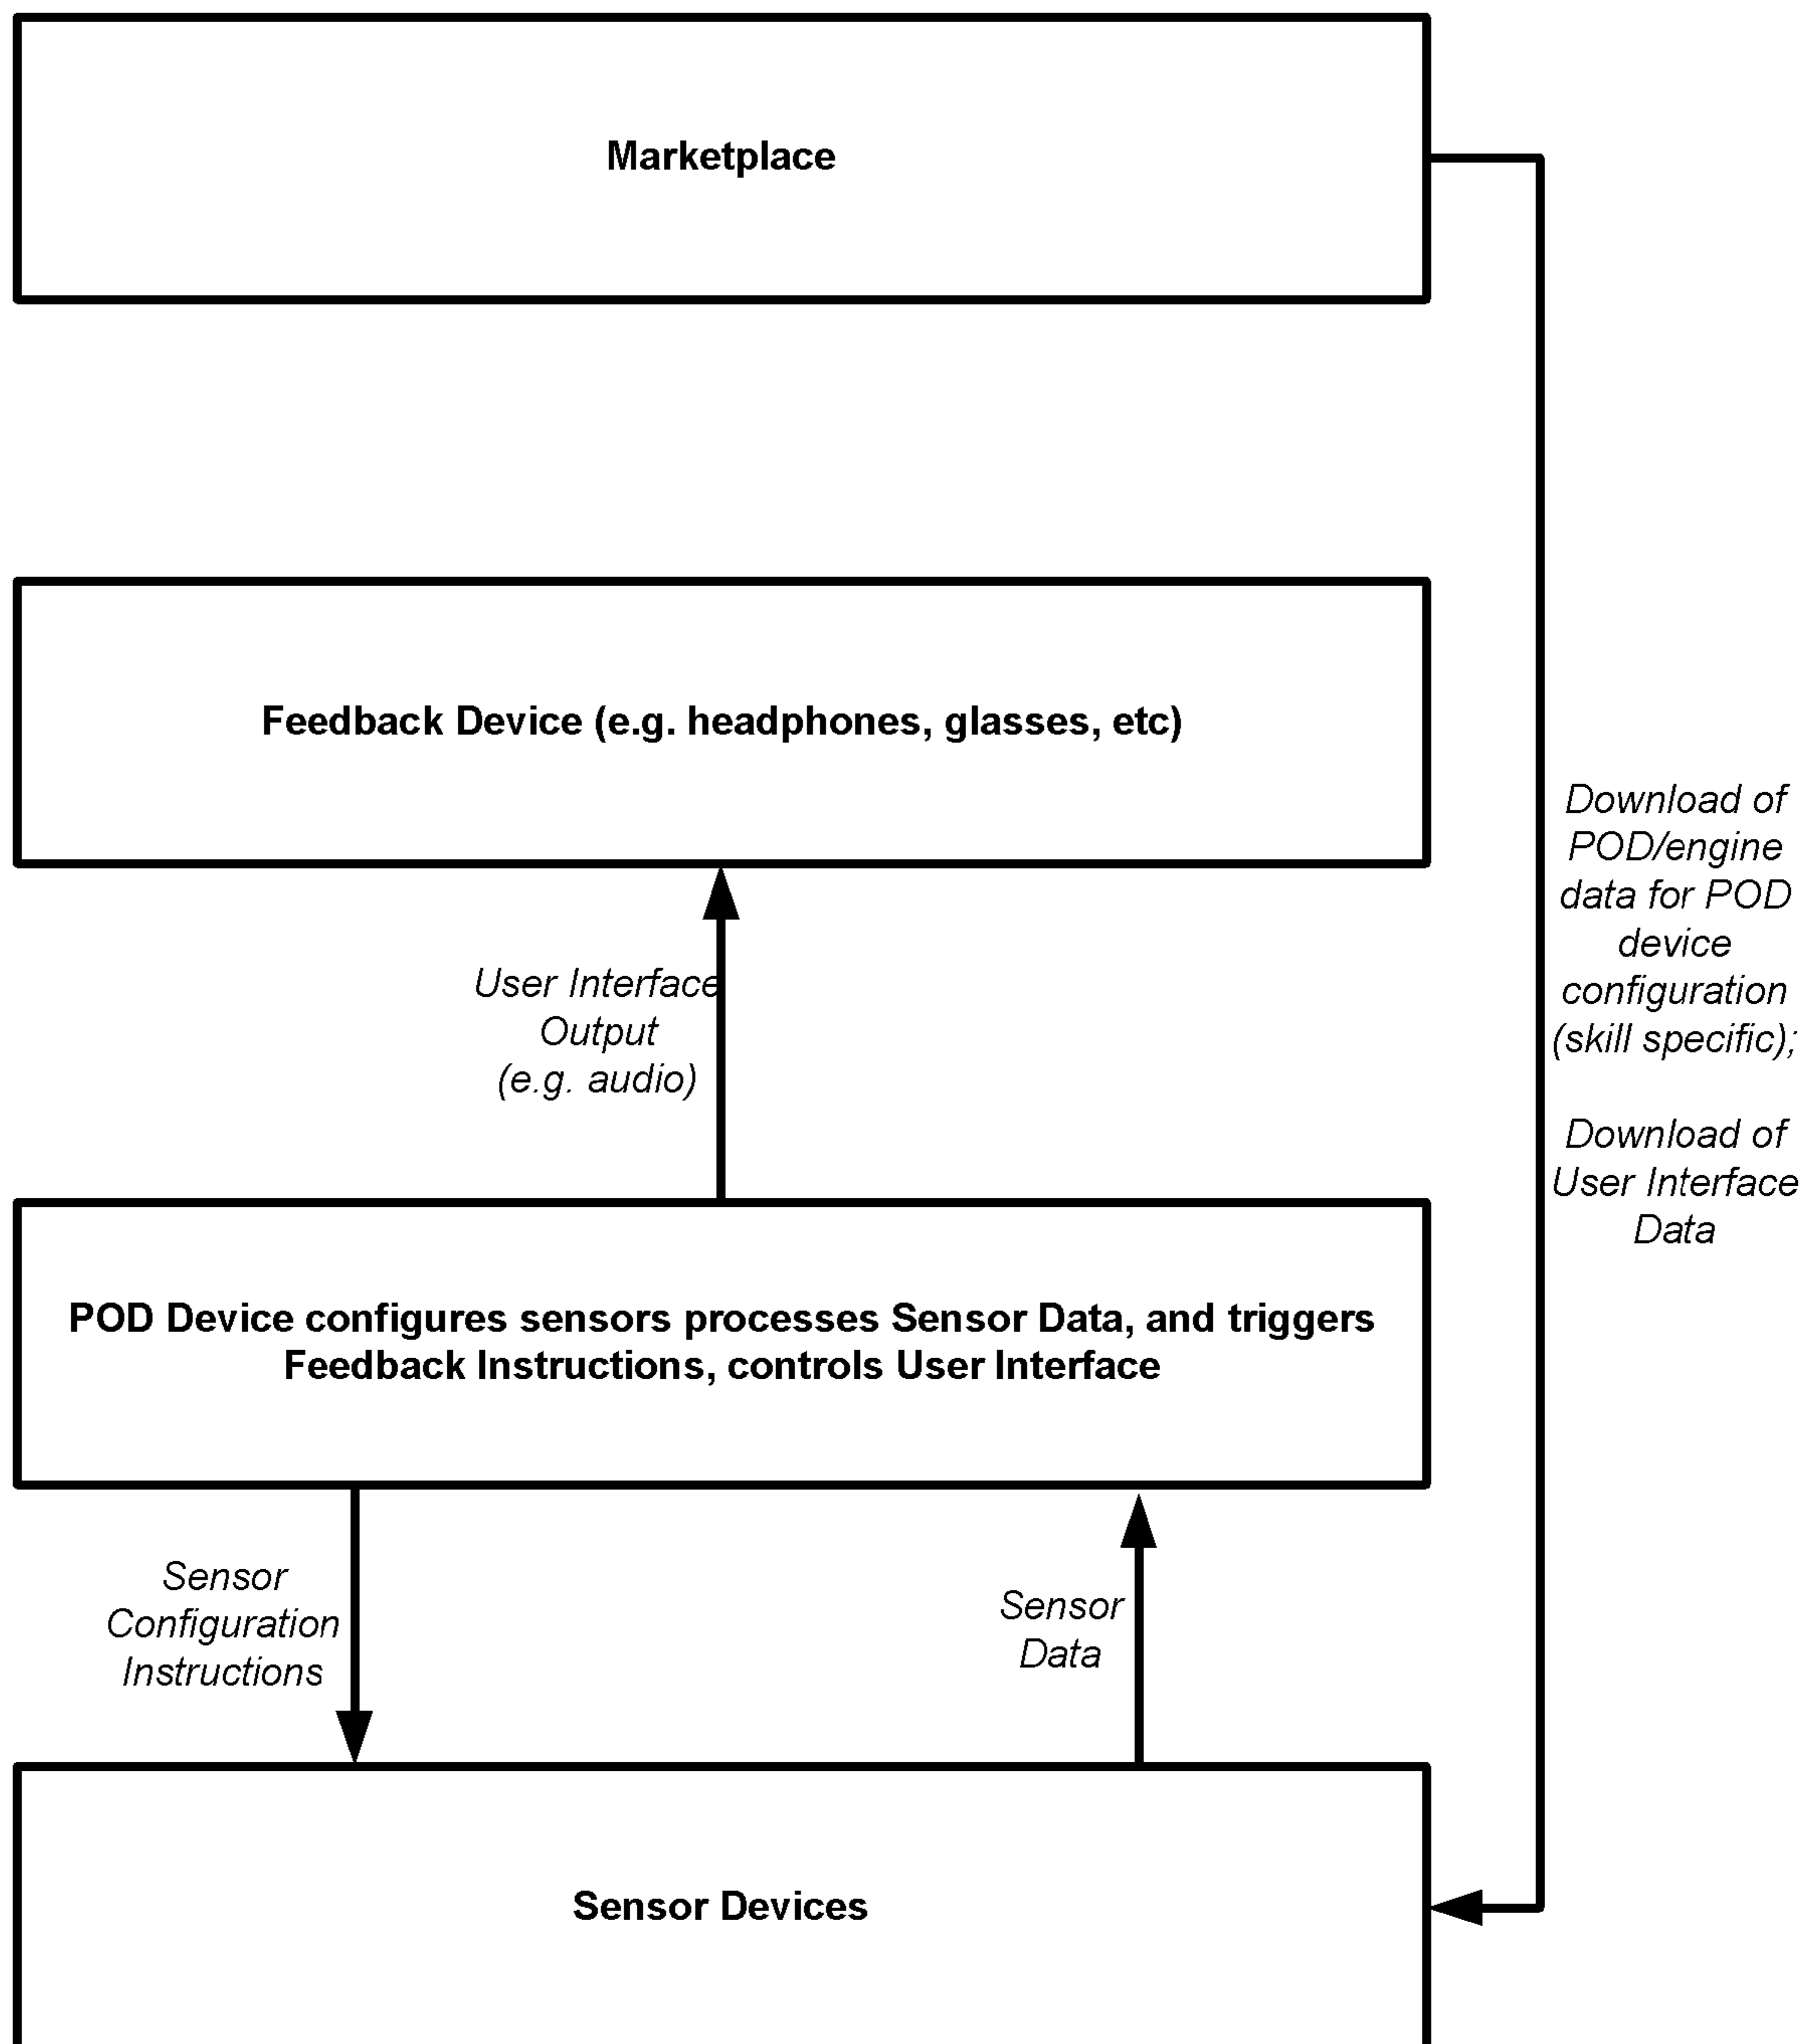 Marketplace
Feedback Device (e.g. headphones, glasses, etc)
Download of
POD/engine
data for POD
device
configuration
(skill specific);
Download of
User Interface
Data
User Interface
Output
(e.g. audio)
POD Device configures sensors processes Sensor Data, and triggers
Feedback Instructions, controls User Interface
Sensor
Configuration
Instructions
Sensor
Data
Sensor Devices